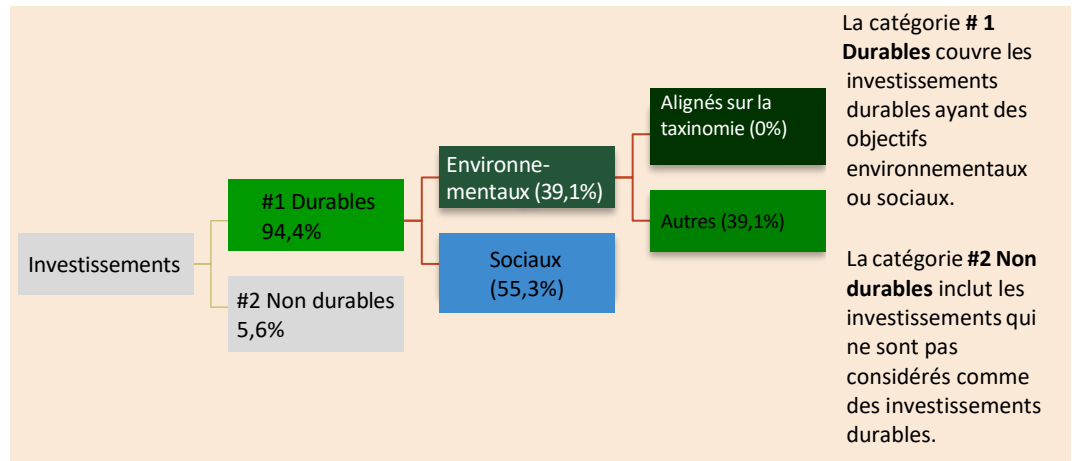 Investissements
#1 Durables
94,4%
#2 Non durables
5,6%
Environne-
mentaux (39,1%)
Sociaux
(55,3%)
Alignés sur la
taxinomie (0%)
Autres (39,1%)
La catégorie # 1
Durables couvre les
investissements
durables ayant des
objectifs
environnementaux
ou sociaux.
La catégorie #2 Non
durables inclut les
investissements qui
ne sont pas
considérés comme
des investissements
durables.